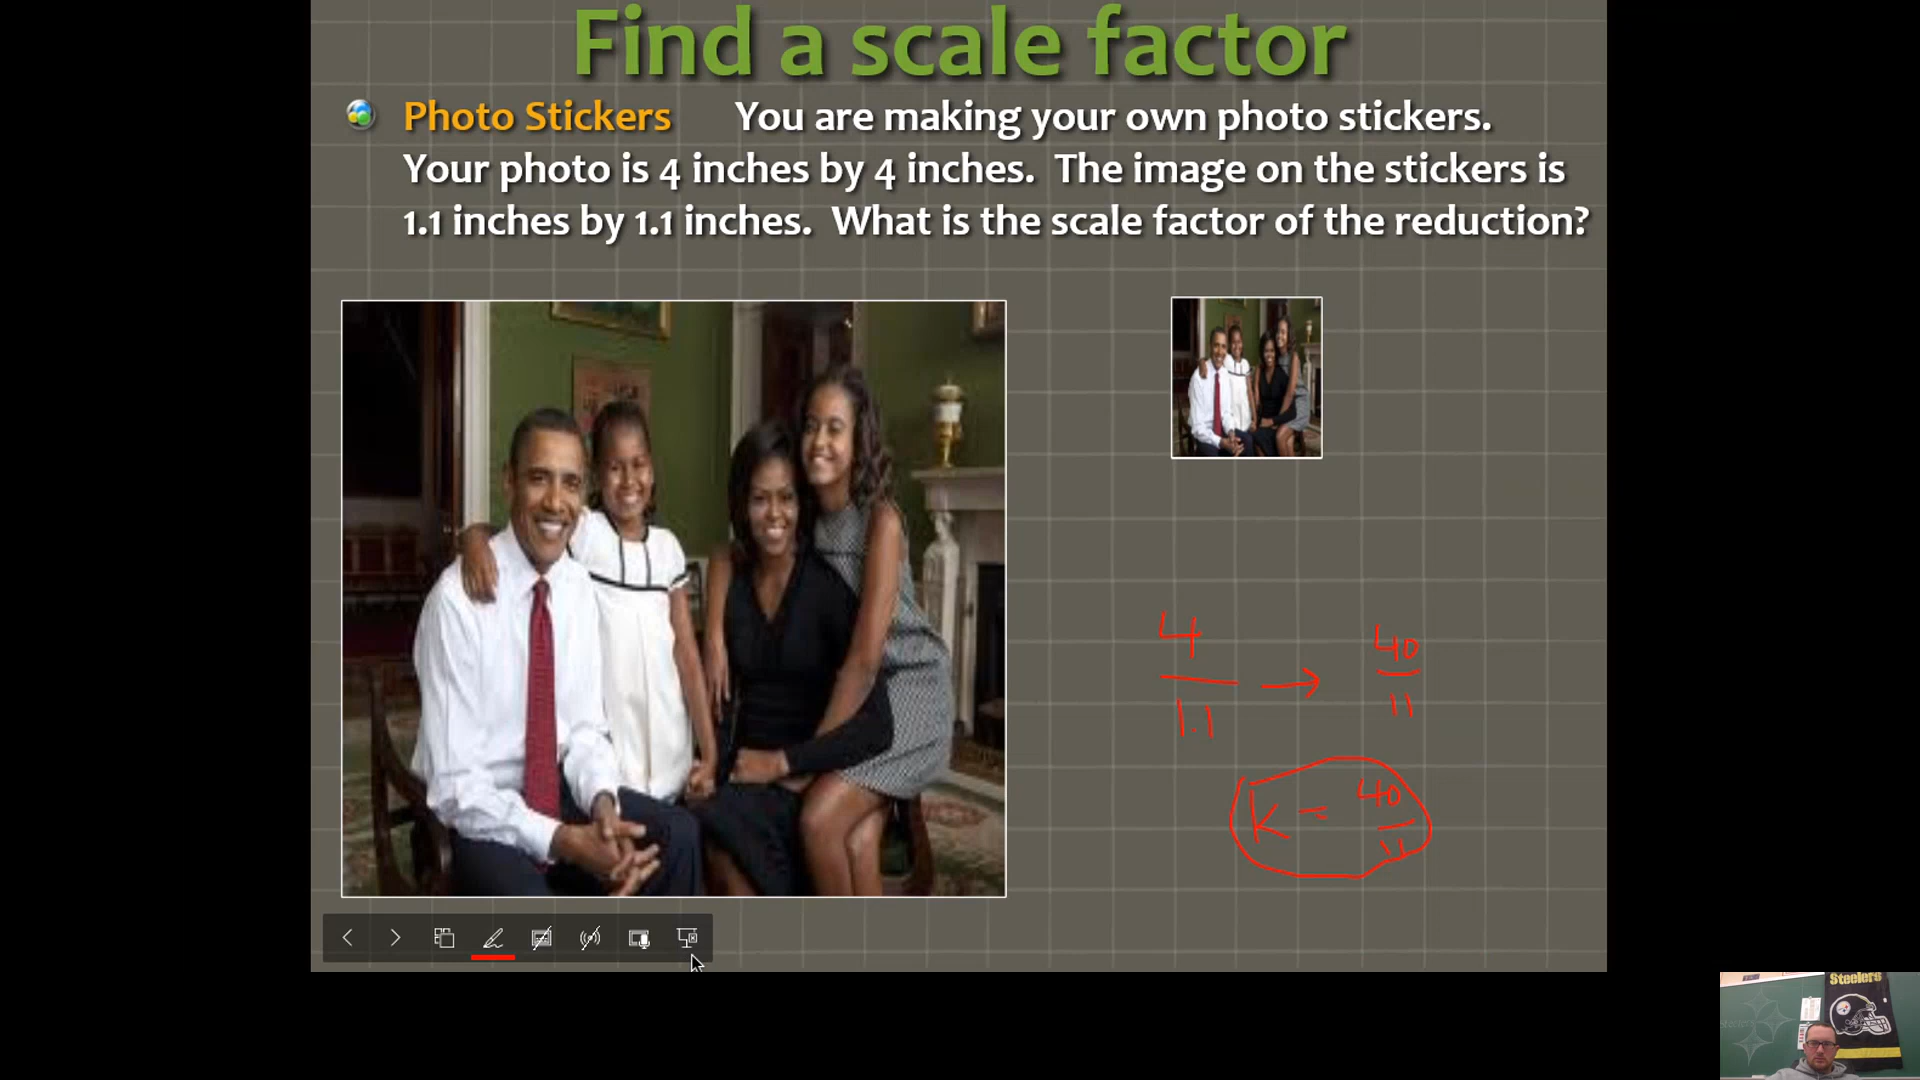 Find a scale factor
Photo Stickers You are making your own photo stickers.
Your photo is 4 inches by 4 inches. The image on the stickers is
1.1 inches by 1.1 inches. What is the scale factor of the reduction?
4
1.1
→
40
11
K = 40
11
Steelers